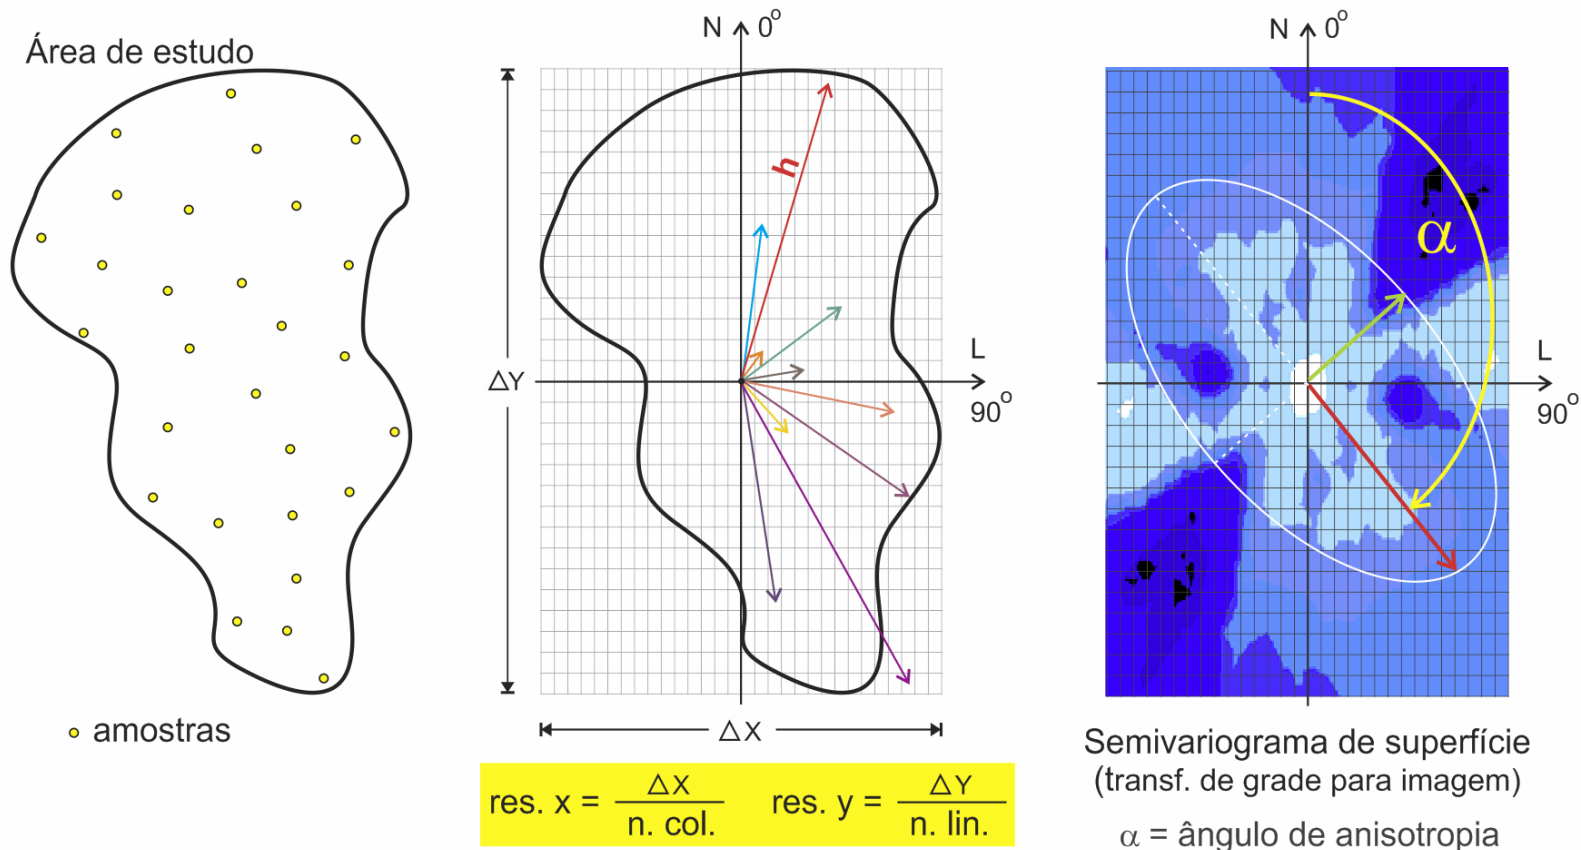 Área de estudo
amostras
N 0°
h
ΔY
L
90°
ΔX
res. x = ΔX / n. col.
res. y = ΔY / n. lin.
N 0°
α
L
90°
Semivariograma de superfície
(transf. de grade para imagem)
α = ângulo de anisotropia